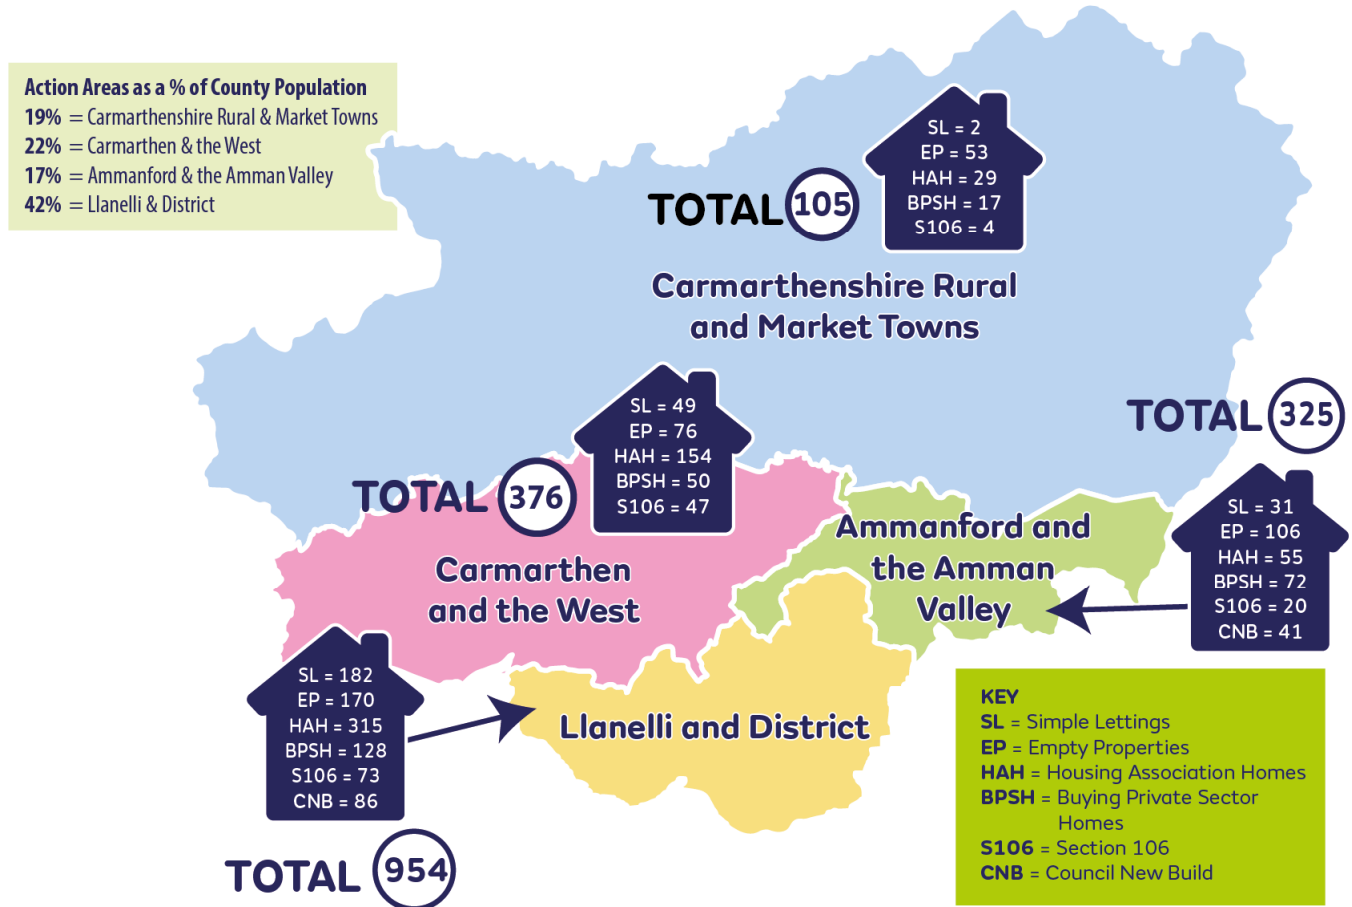 Action Areas as a % of County Population
19% = Carmarthenshire Rural & Market Towns
22% = Carmarthen & the West
17% = Ammanford & the Amman Valley
42% = Llanelli & District
SL = 2
EP = 53
HAH = 29
BPSH = 17
S106 = 4
TOTAL 105
Carmarthenshire Rural
and Market Towns
SL = 49
EP = 76
HAH = 154
BPSH = 50
S106 = 47
TOTAL 376
Carmarthen
and the West
TOTAL 325
SL = 31
EP = 106
HAH = 55
BPSH = 72
S106 = 20
CNB = 41
Ammanford and
the Amman
Valley
SL = 182
EP = 170
HAH = 315
BPSH = 128
S106 = 73
CNB = 86
Llanelli and District
TOTAL 954
KEY
SL = Simple Lettings
EP = Empty Properties
HAH = Housing Association Homes
BPSH = Buying Private Sector
Homes
S106 = Section 106
CNB = Council New Build